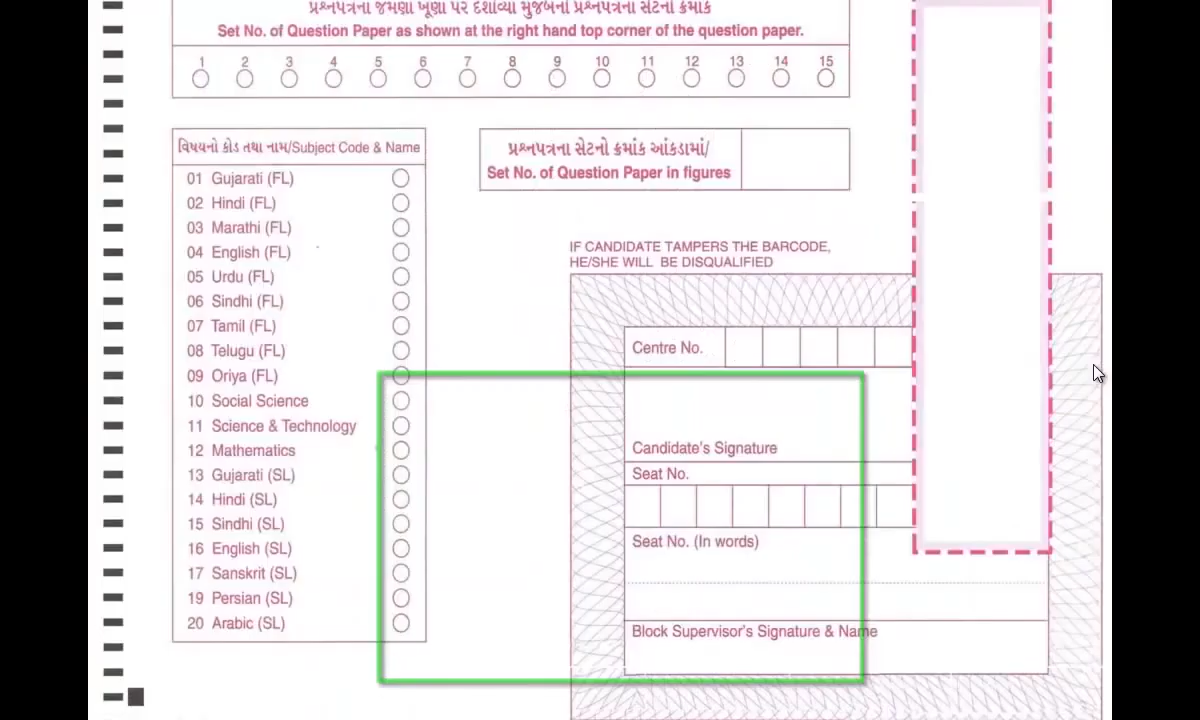 પ્રશ્નપત્રના જમણા ખૂણા પર દર્શાવ્યા મુજબના પ્રશ્નપત્રના સેટનો ક્રમાંક
Set No. of Question Paper as shown at the right hand top corner of the question paper.
1 2 3 4 5 6 7 8 9 10 11 12 13 14 15
વિષયનો કોડ તથા નામ/Subject Code & Name
01 Gujarati (FL)
02 Hindi (FL)
03 Marathi (FL)
04 English (FL)
05 Urdu (FL)
06 Sindhi (FL)
07 Tamil (FL)
08 Telugu (FL)
09 Oriya (FL)
10 Social Science
11 Science & Technology
12 Mathematics
13 Gujarati (SL)
14 Hindi (SL)
15 Sindhi (SL)
16 English (SL)
17 Sanskrit (SL)
19 Persian (SL)
20 Arabic (SL)
પ્રશ્નપત્રના સેટનો ક્રમાંક આંકડામાં/
Set No. of Question Paper in figures
IF CANDIDATE TAMPERS THE BARCODE,
HE/SHE WILL BE DISQUALIFIED
Centre No.
Candidate's Signature
Seat No.
Seat No. (In words)
Block Supervisor's Signature & Name